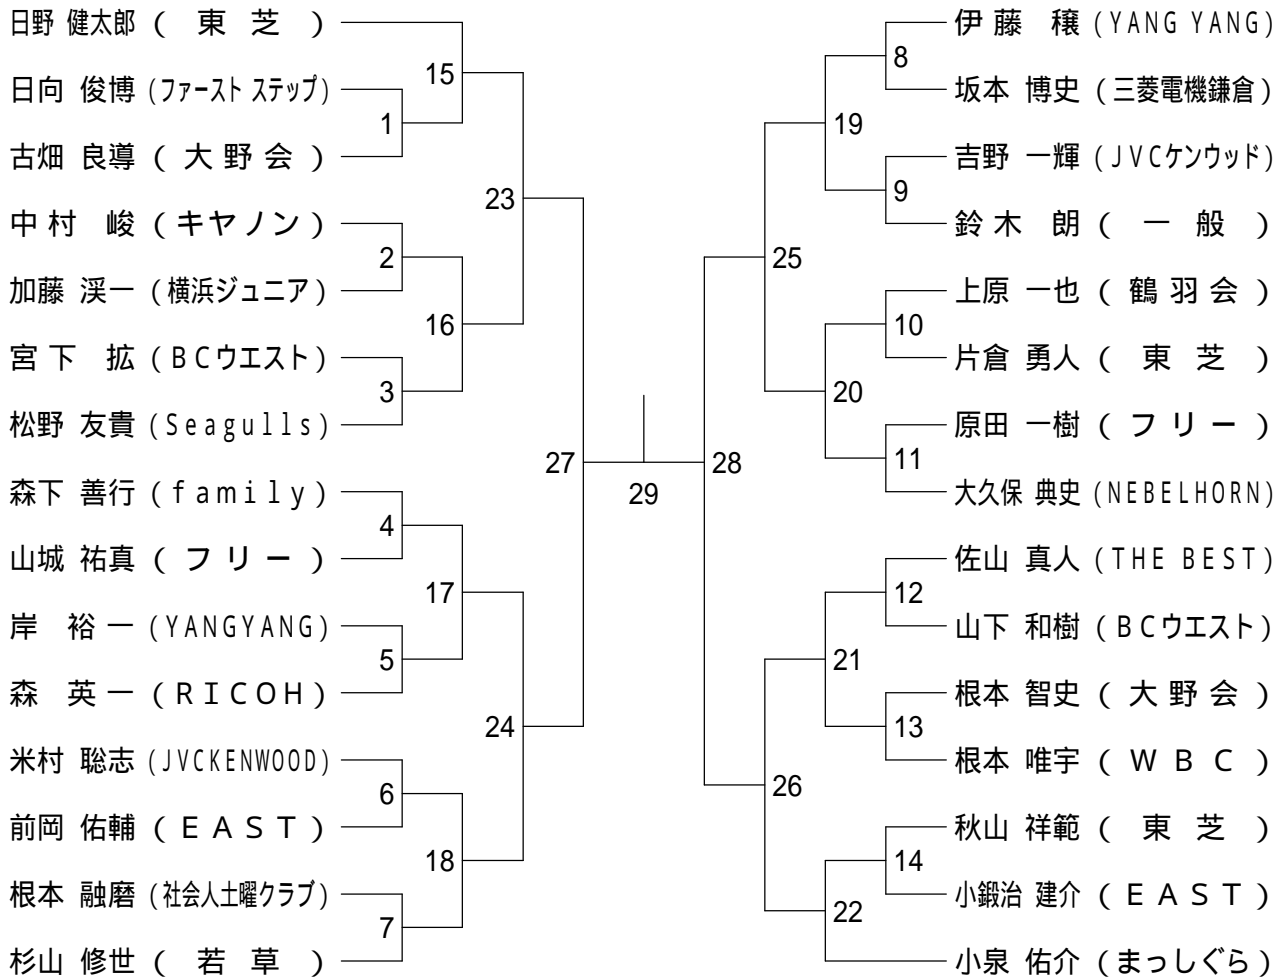 日野 健太郎 ( 東 芝 )
15
日向 俊博 (ファースト ステップ)
1
古畑 良導 ( 大 野 会 )
23
中 村 峻 ( キヤノン )
2
加藤 渓一 (横浜ジュニア)
16
宮 下 拡 (BCウエスト)
3
松野 友貴 (Seagulls)
27
森下 善行 (family)
4
山城 祐真 ( フ リ ー )
17
岸 裕 一 (YANGYANG)
5
森 英 一 (RICOH)
24
米村 聡志 (JVCKENWOOD)
6
前岡 佑輔 ( E A S T )
18
根本 融磨 (社会人土曜クラブ)
7
杉山 修世 ( 若 草 )
29
伊 藤 穣 (YANG YANG)
8
坂本 博史 (三菱電機鎌倉)
19
吉野 一輝 (JVCケンウッド)
9
鈴 木 朗 ( 一 般 )
25
上原 一也 ( 鶴 羽 会 )
10
片倉 勇人 ( 東 芝 )
20
原田 一樹 ( フ リ ー )
11
大久保 典史 (NEBELHORN)
28
佐山 真人 (THE BEST)
12
山下 和樹 (BCウエスト)
21
根本 智史 ( 大 野 会 )
13
根本 唯宇 ( W B C )
26
秋山 祥範 ( 東 芝 )
14
小鍛治 建介 ( E A S T )
22
小泉 佑介 (まっしぐら)